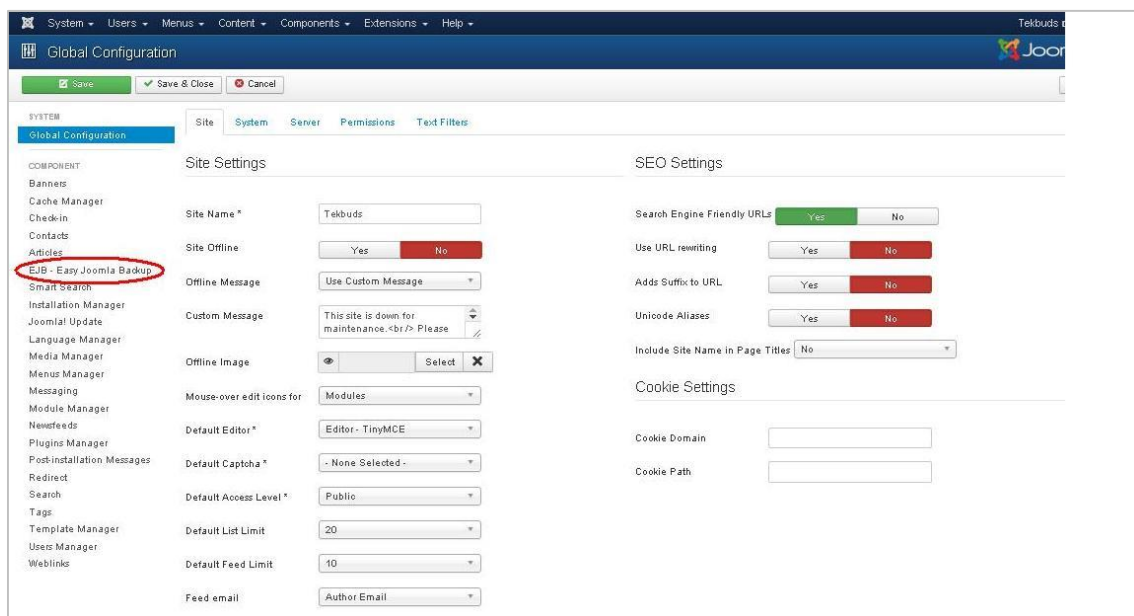 System Users Menus Content Components Extensions Help Tekbuds
Global Configuration Joo
Save Save & Close Cancel
SYSTEM
Global Configuration
COMPONENT
Banners
Cache Manager
Check-in
Contacts
Articles
EJB - Easy Joomla Backup
Smart Search
Installation Manager
Joomla! Update
Language Manager
Media Manager
Menus Manager
Messaging
Module Manager
Newsfeeds
Plugins Manager
Post-installation Messages
Redirect
Search
Tags
Template Manager
Users Manager
Weblinks
Site System Server Permissions Text Filters
Site Settings
Site Name * Tekbuds
Site Offline Yes No
Offline Message Use Custom Message
Custom Message This site is down for
maintenance.<br /> Please
Offline Image Select
Mouse-over edit icons for Modules
Default Editor * Editor - TinyMCE
Default Captcha * - None Selected -
Default Access Level * Public
Default List Limit 20
Default Feed Limit 10
Feed email Author Email
SEO Settings
Search Engine Friendly URLs Yes No
Use URL rewriting Yes No
Adds Suffix to URL Yes No
Unicode Aliases Yes No
Include Site Name in Page Titles No
Cookie Settings
Cookie Domain
Cookie Path